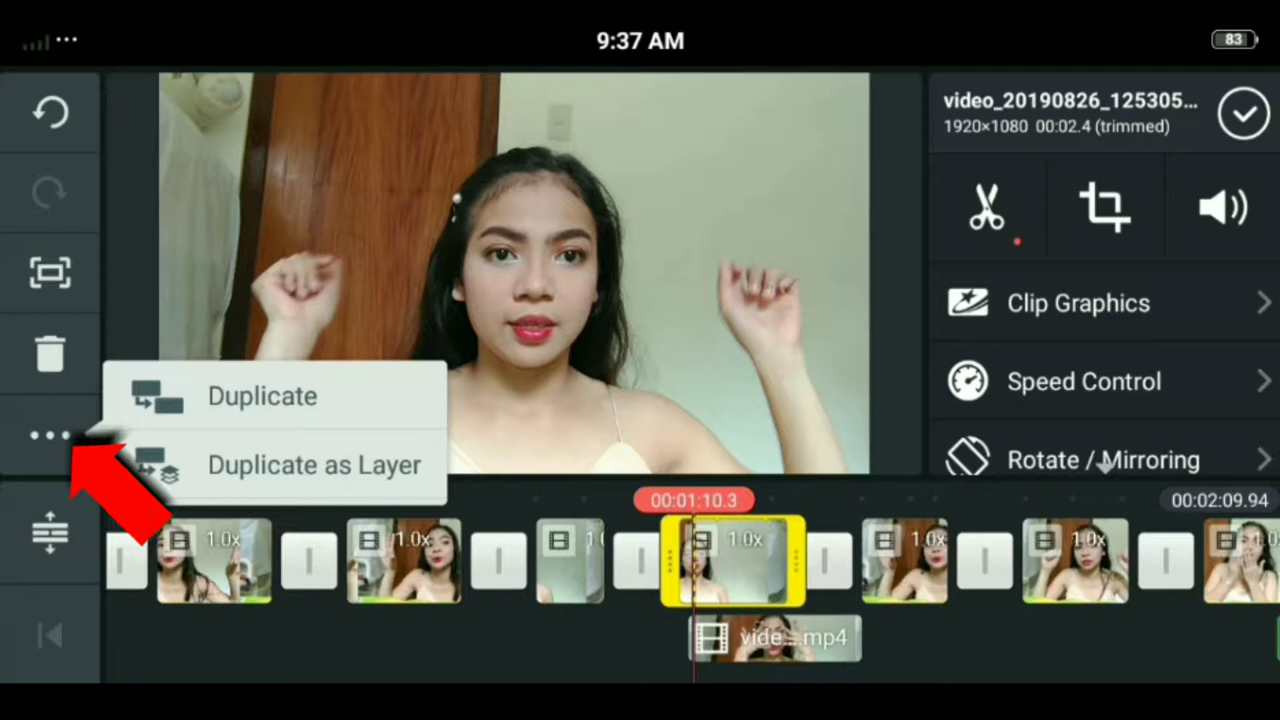 9:37 AM
83
video_20190826_125305...
1920×1080 00:02.4 (trimmed)
Clip Graphics
Speed Control
Rotate / Mirroring
Duplicate
Duplicate as Layer
00:01:10.3
00:02:09.94
1.0x
1.0x
1.0x
1.0x
1.0x
vide....mp4